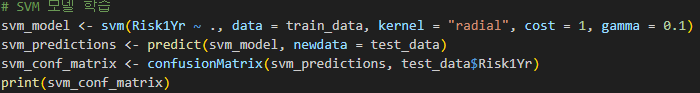 # SVM 모델 학습
svm_model <- svm(Risk1Yr ~ ., data = train_data, kernel = "radial", cost = 1, gamma = 0.1)
svm_predictions <- predict(svm_model, newdata = test_data)
svm_conf_matrix <- confusionMatrix(svm_predictions, test_data$Risk1Yr)
print(svm_conf_matrix)